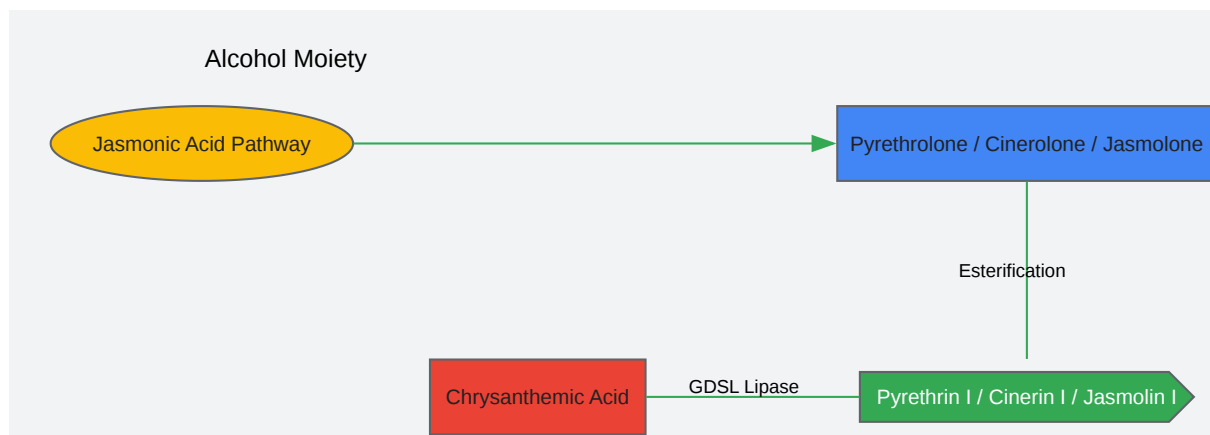 Alcohol Moiety
Jasmonic Acid Pathway
Pyrethrolone / Cinerolone / Jasmolone
Esterification
Chrysanthemic Acid
GDSL Lipase
Pyrethrin I / Cinerin I / Jasmolin I